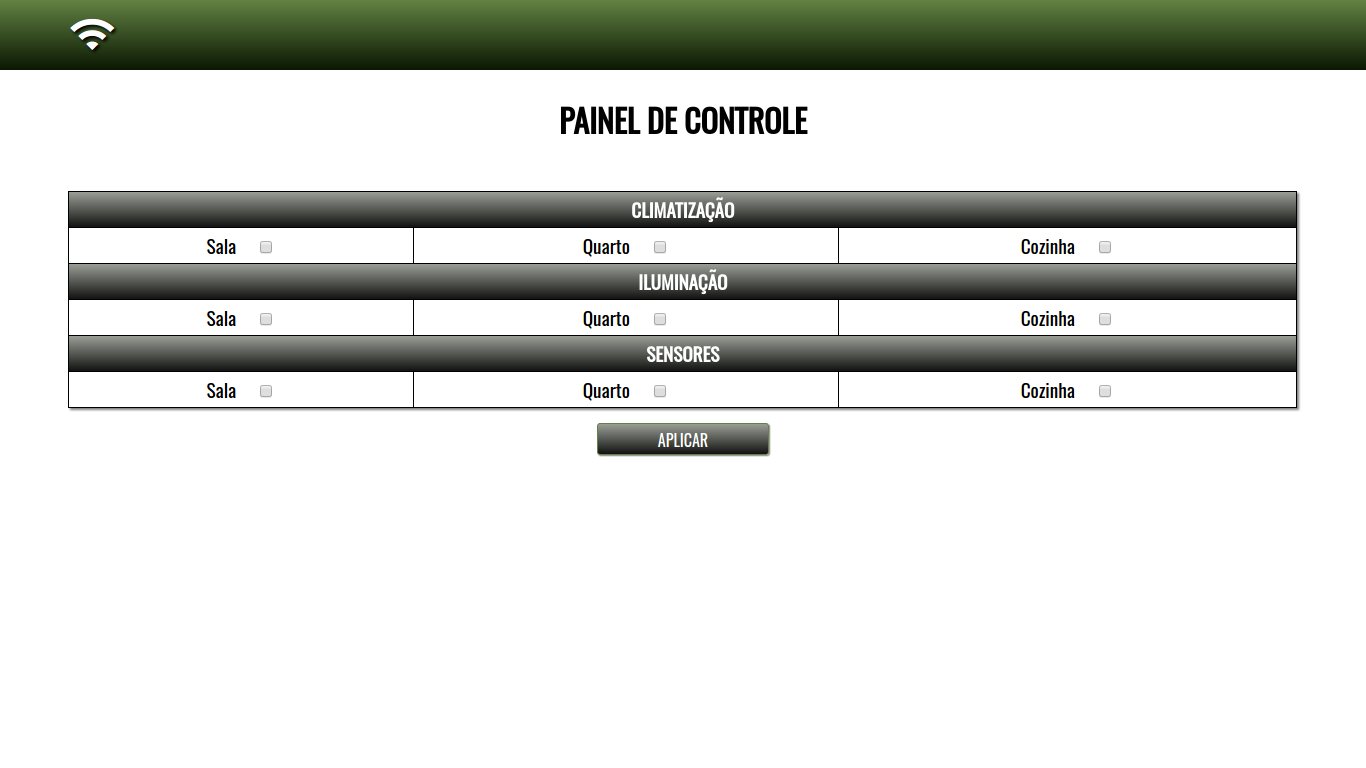 PAINEL DE CONTROLE
CLIMATIZAÇÃO
Sala Quarto Cozinha
ILUMINAÇÃO
Sala Quarto Cozinha
SENSORES
Sala Quarto Cozinha
APLICAR